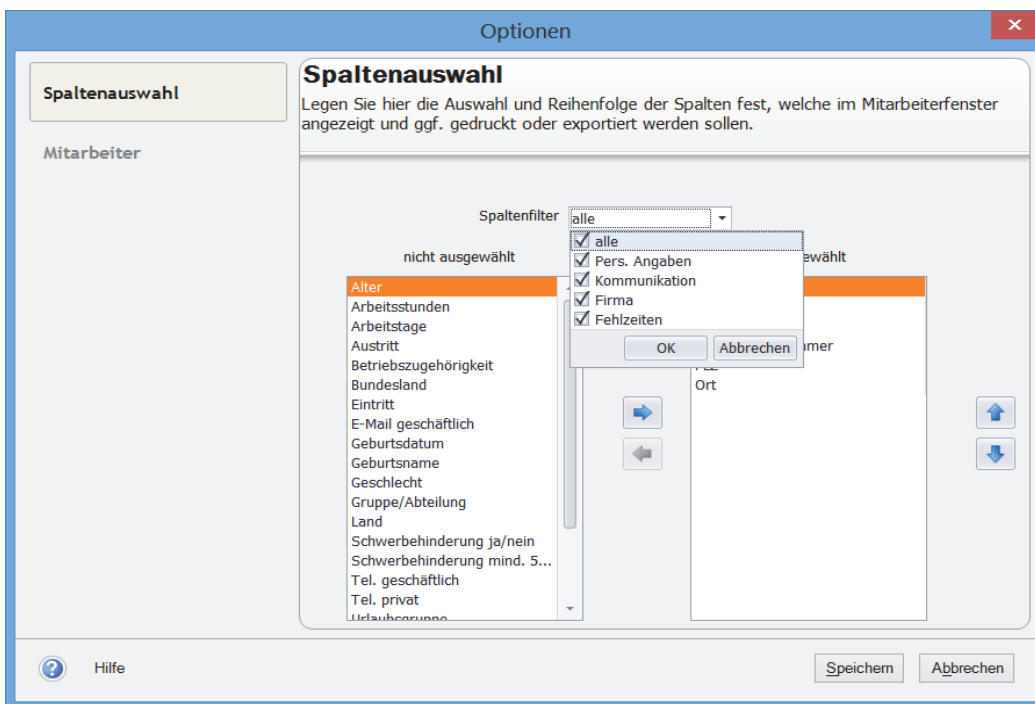 Optionen
Spaltenauswahl
Mitarbeiter
Spaltenauswahl
Legen Sie hier die Auswahl und Reihenfolge der Spalten fest, welche im Mitarbeiterfenster
angezeigt und ggf. gedruckt oder exportiert werden sollen.
Spaltenfilter alle
alle
Pers. Angaben
Kommunikation
Firma
Fehlzeiten
OK Abbrechen
nicht ausgewählt
Alter
Arbeitsstunden
Arbeitstage
Austritt
Betriebszugehörigkeit
Bundesland
Eintritt
E-Mail geschäftlich
Geburtsdatum
Geburtsname
Geschlecht
Gruppe/Abteilung
Land
Schwerbehinderung ja/nein
Schwerbehinderung mind. 5...
Tel. geschäftlich
Tel. privat
Urlaubsgruppe
ewählt
mer
Ort
Hilfe
Speichern Abbrechen